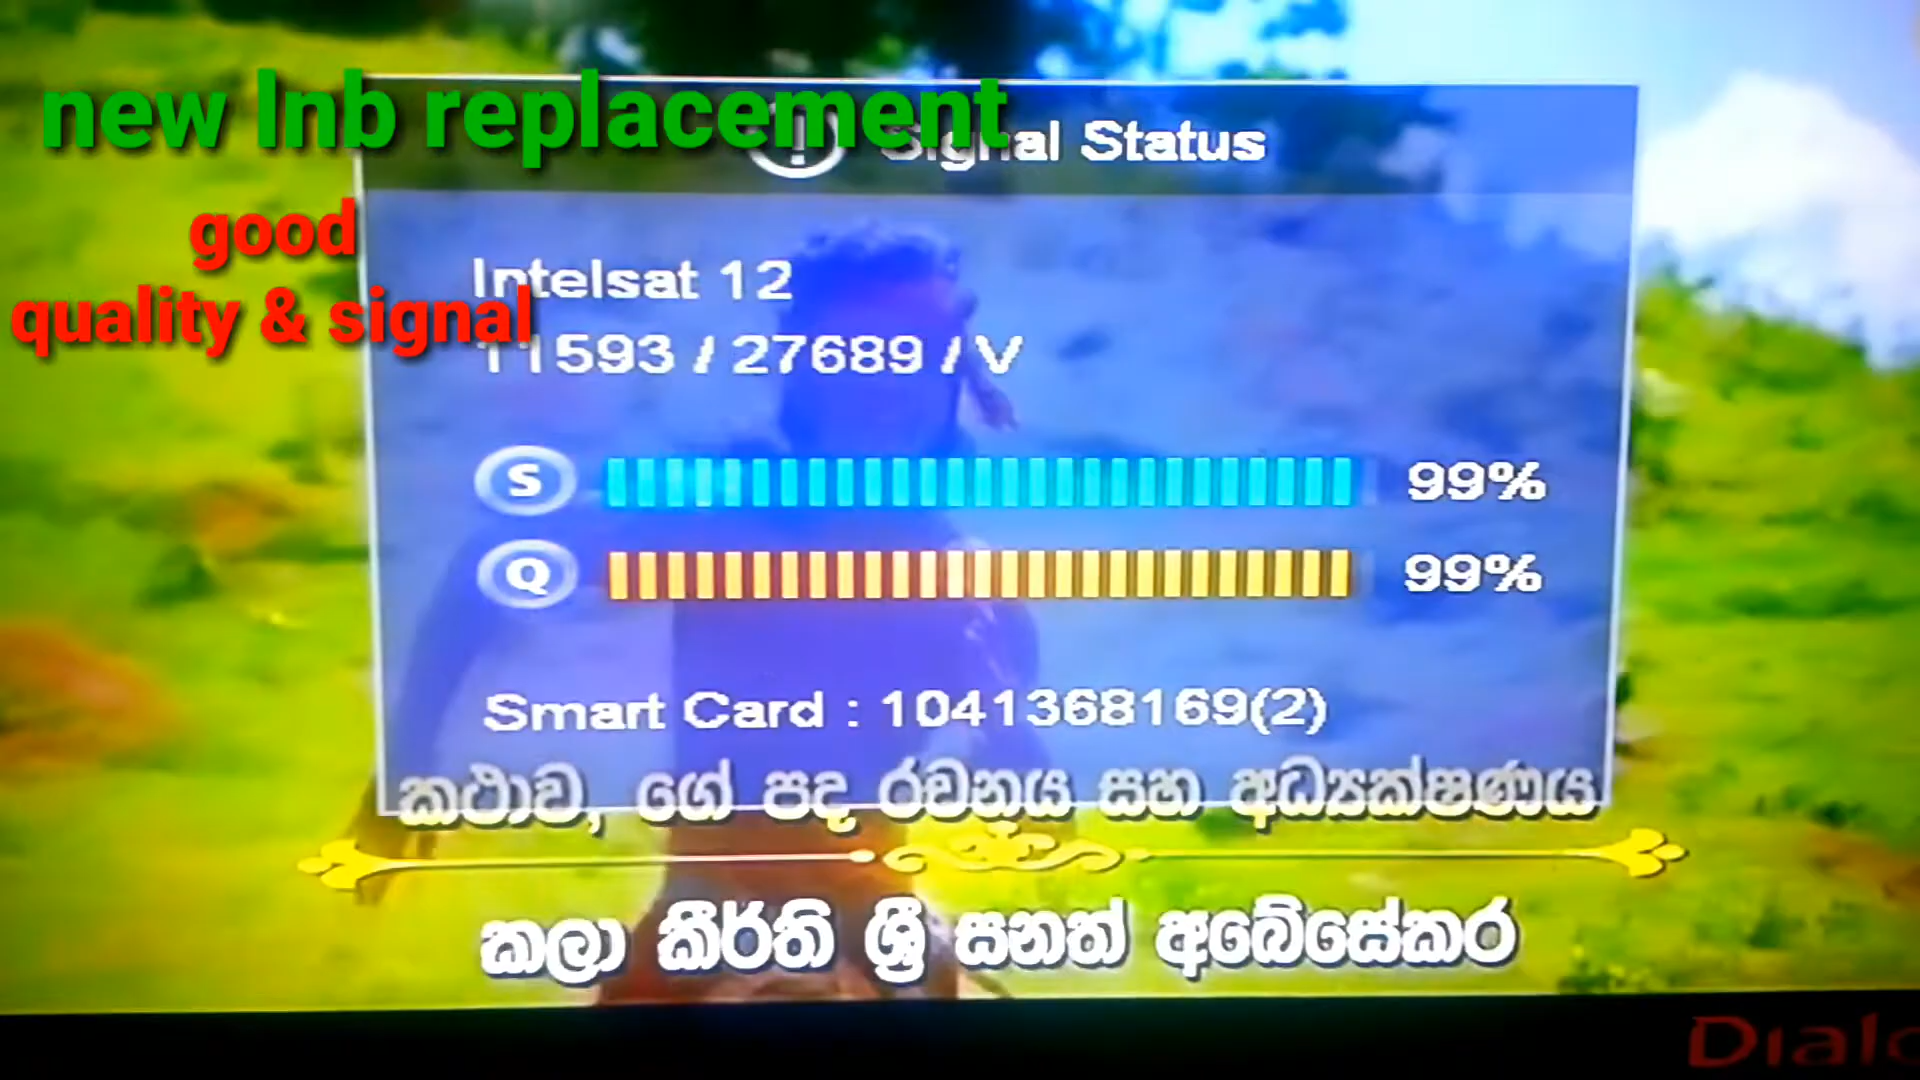 new lnb replacement
Signal Status
good
quality & signal
Intelsat 12
11593 / 27689 / V
S 99%
Q 99%
Smart Card : 1041368169(2)
කථාව, ගේ පද රචනය සහ අධ්‍යක්ෂණය
කලා කීර්ති ශ්‍රී සනත් අබේසේකර